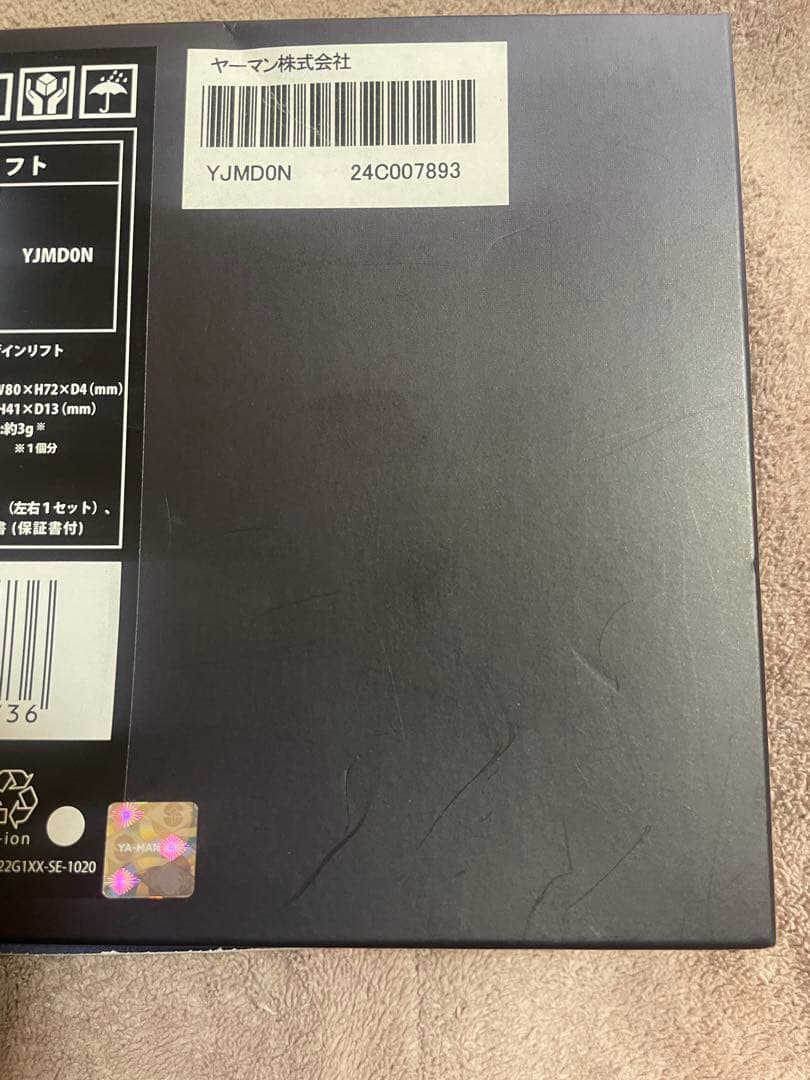 ヤーマン株式会社
YJMD0N 24C007893
フト
YJMD0N
インリフト
W80×H72×D4(mm)
H41×D13(mm)
:約3g※
※1個分
(左右1セット)、
書(保証書付)
736
-ion
22G1XX-SE-1020
YA-MAN